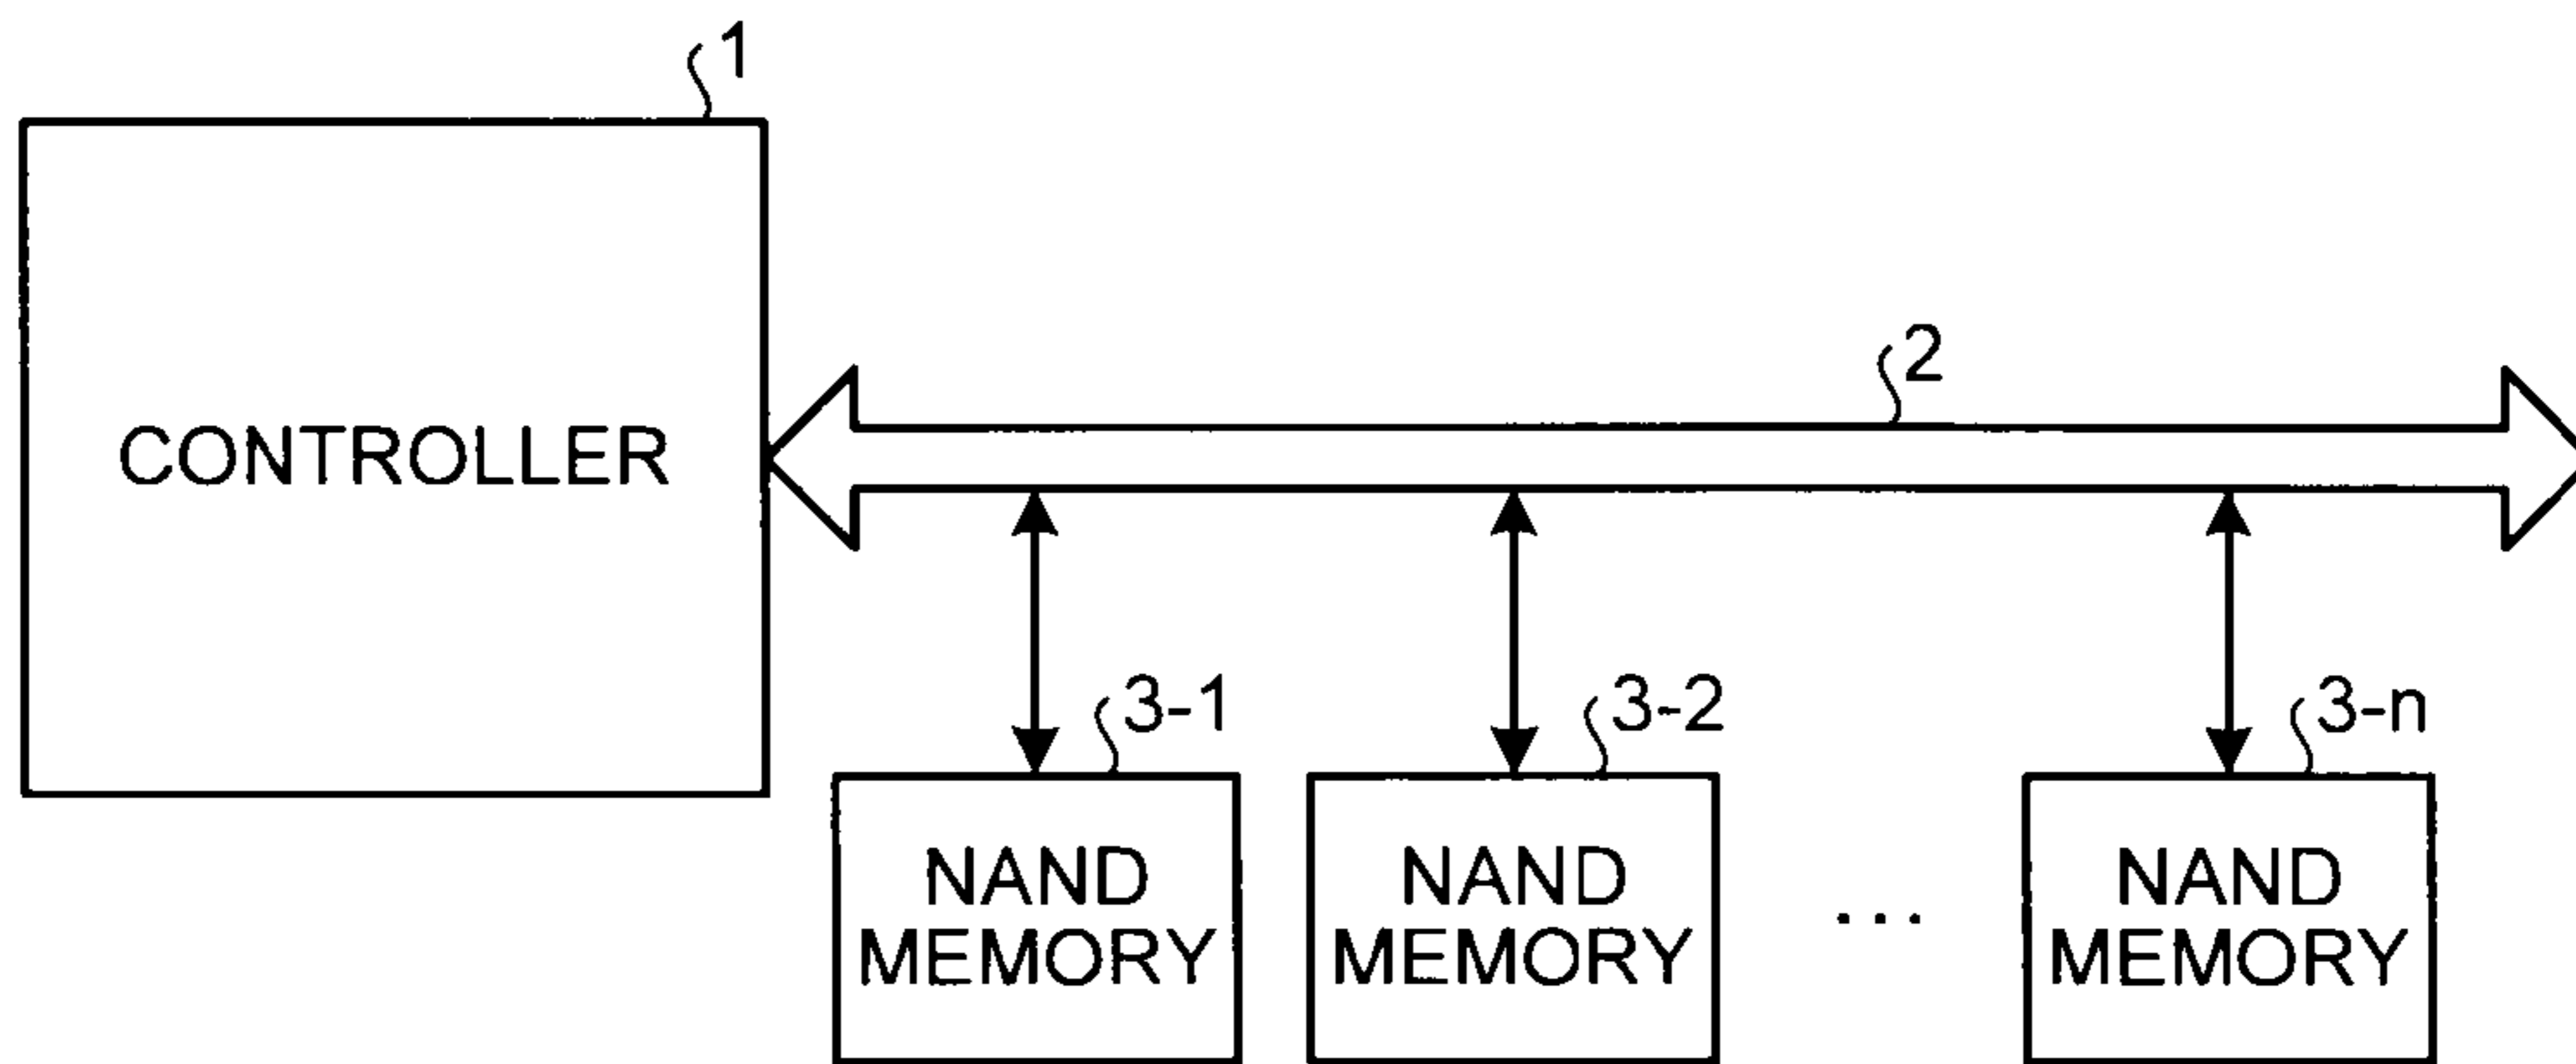 1
CONTROLLER
2
3-1
3-2
3-n
NAND
MEMORY
NAND
MEMORY
...
NAND
MEMORY